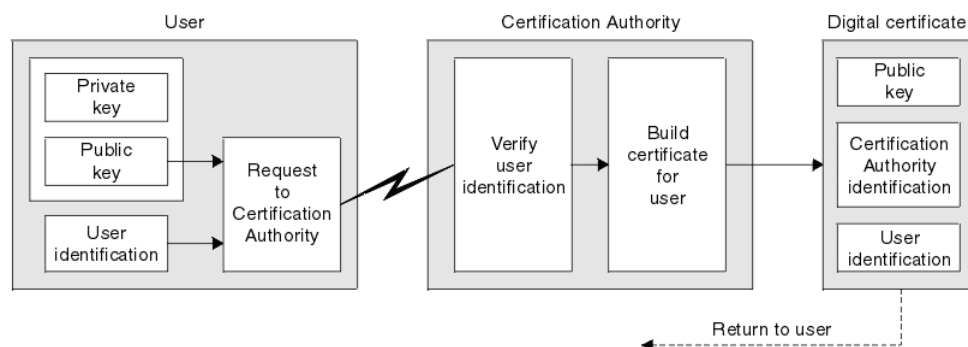 User
Certification Authority
Digital certificate
Private
key
Public
key
User
identification
Request
to
Certification
Authority
Verify
user
identification
Build
certificate
for
user
Public
key
Certification
Authority
identification
User
identification
Return to user